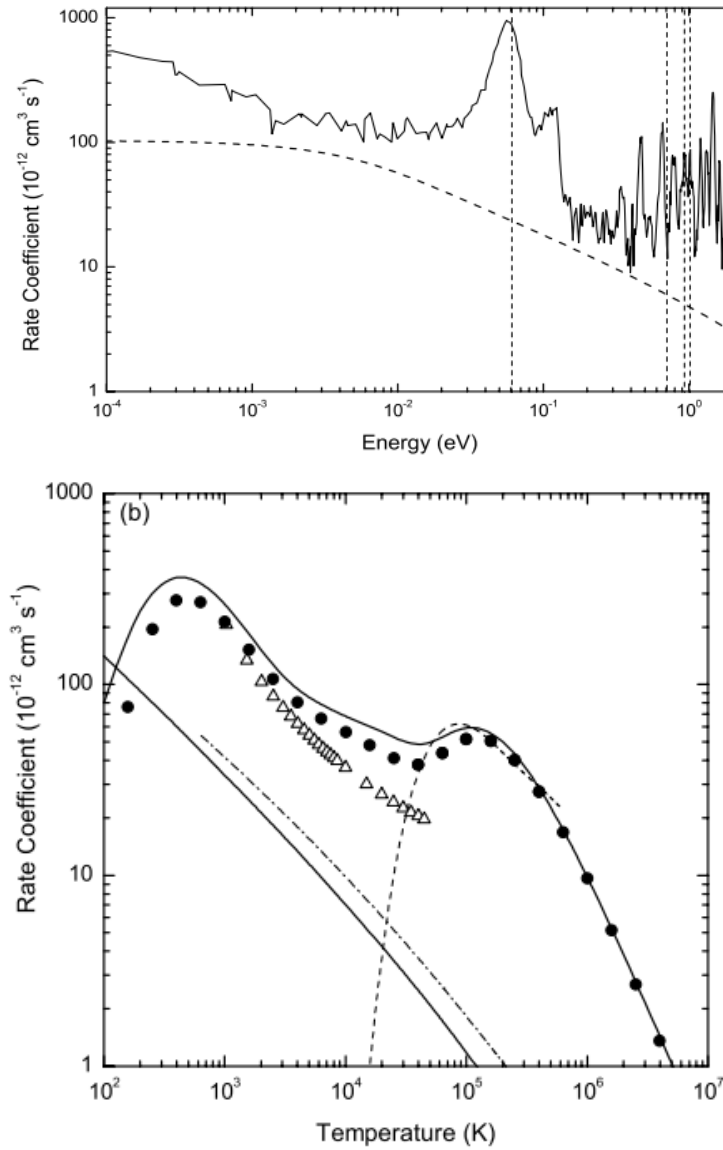 1000
100
10
1
Rate Coefficient (10⁻¹² cm³ s⁻¹)
10⁻⁴ 10⁻³ 10⁻² 10⁻¹ 10⁰
Energy (eV)
(b)
1000
100
10
1
Rate Coefficient (10⁻¹² cm³ s⁻¹)
10² 10³ 10⁴ 10⁵ 10⁶ 10⁷
Temperature (K)